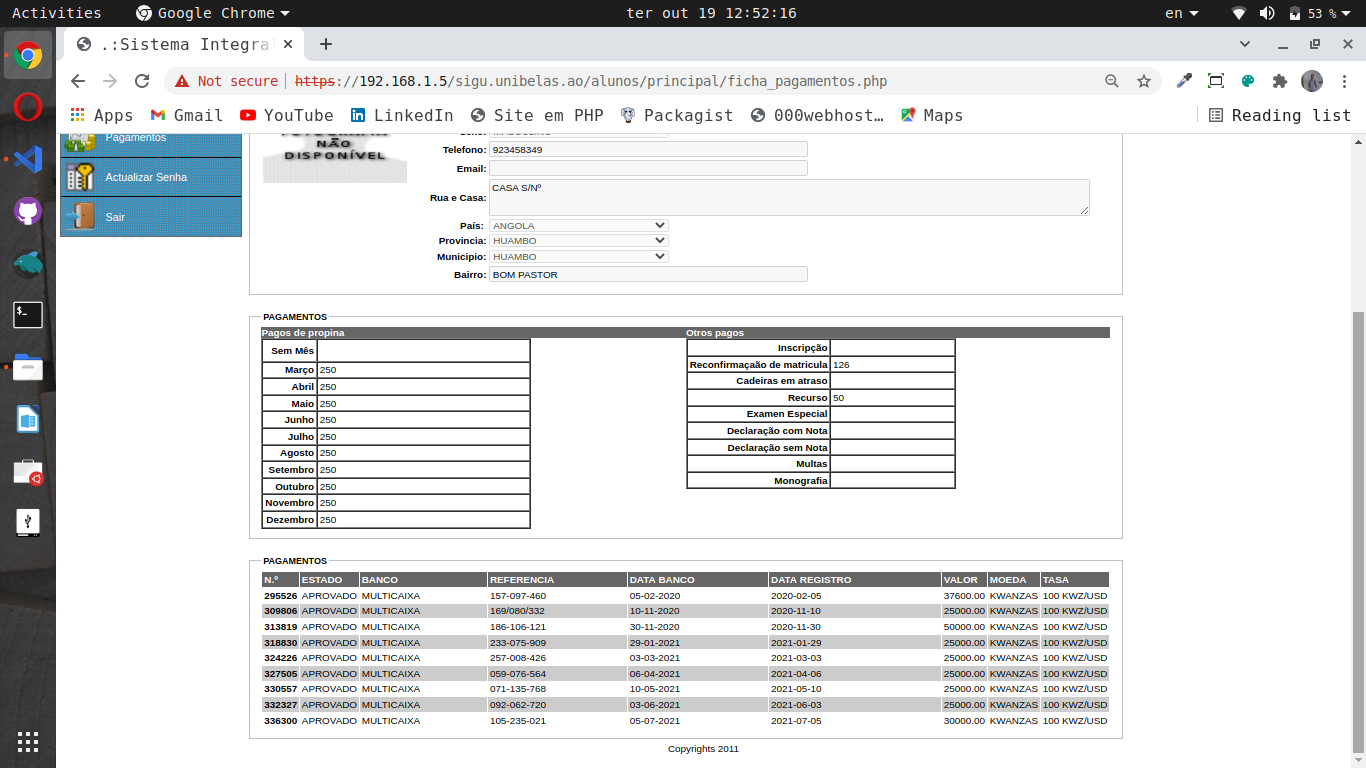 Activities Google Chrome ter out 19 12:52:16 en 53 %
.:Sistema Integra
Not secure https://192.168.1.5/sigu.unibelas.ao/alunos/principal/ficha_pagamentos.php
Apps Gmail YouTube LinkedIn Site em PHP Packagist 000webhost… Maps Reading list
Pagamentos
Actualizar Senha
Sair
NÃO
DISPONÍVEL
Telefono: 923458349
Email:
Rua e Casa: CASA S/Nº
País: ANGOLA
Provincia: HUAMBO
Municipio: HUAMBO
Bairro: BOM PASTOR
PAGAMENTOS
Pagos de propina
Sem Mês
Março 250
Abril 250
Maio 250
Junho 250
Julho 250
Agosto 250
Setembro 250
Outubro 250
Novembro 250
Dezembro 250
Otros pagos
Inscripção
Reconfirmaçaão de matricula 126
Cadeiras em atraso
Recurso 50
Examen Especial
Declaração com Nota
Declaração sem Nota
Multas
Monografia
PAGAMENTOS
N.º ESTADO BANCO REFERENCIA DATA BANCO DATA REGISTRO VALOR MOEDA TASA
295526 APROVADO MULTICAIXA 157-097-460 05-02-2020 2020-02-05 37600.00 KWANZAS 100 KWZ/USD
309806 APROVADO MULTICAIXA 169/080/332 10-11-2020 2020-11-10 25000.00 KWANZAS 100 KWZ/USD
313819 APROVADO MULTICAIXA 186-106-121 30-11-2020 2020-11-30 50000.00 KWANZAS 100 KWZ/USD
318830 APROVADO MULTICAIXA 233-075-909 29-01-2021 2021-01-29 25000.00 KWANZAS 100 KWZ/USD
324226 APROVADO MULTICAIXA 257-008-426 03-03-2021 2021-03-03 25000.00 KWANZAS 100 KWZ/USD
327505 APROVADO MULTICAIXA 059-076-564 06-04-2021 2021-04-06 25000.00 KWANZAS 100 KWZ/USD
330557 APROVADO MULTICAIXA 071-135-768 10-05-2021 2021-05-10 25000.00 KWANZAS 100 KWZ/USD
332327 APROVADO MULTICAIXA 092-062-720 03-06-2021 2021-06-03 25000.00 KWANZAS 100 KWZ/USD
336300 APROVADO MULTICAIXA 105-235-021 05-07-2021 2021-07-05 30000.00 KWANZAS 100 KWZ/USD
Copyrights 2011